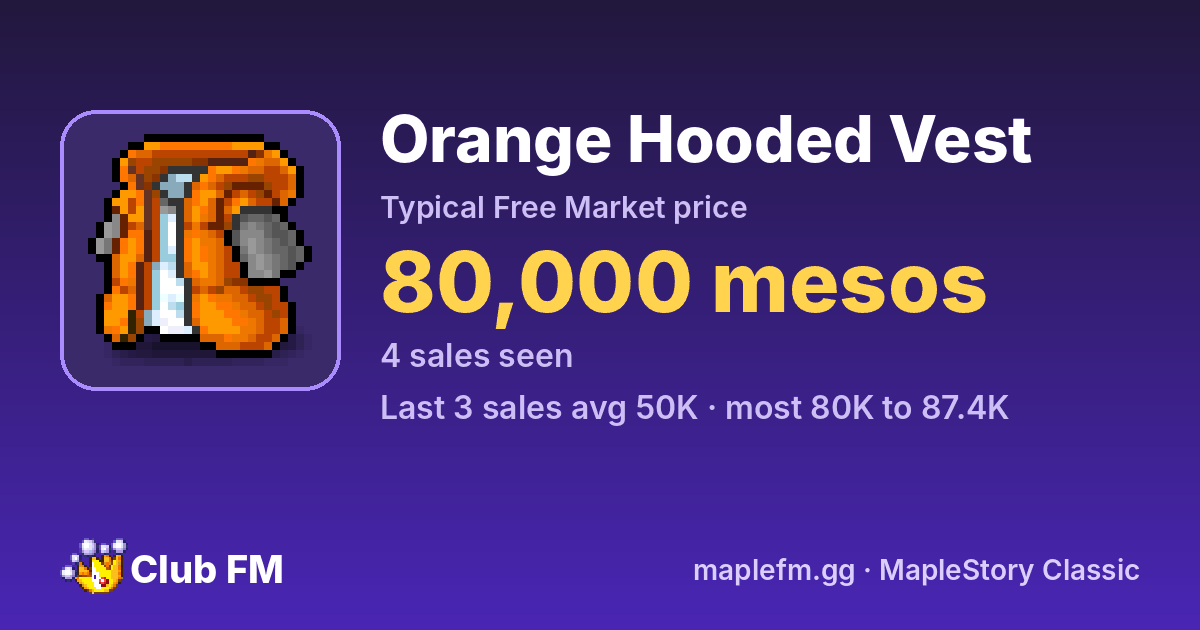 Orange Hooded Vest
Typical Free Market price
80,000 mesos
4 sales seen
Last 3 sales avg 50K · most 80K to 87.4K
Club FM
maplefm.gg · MapleStory Classic